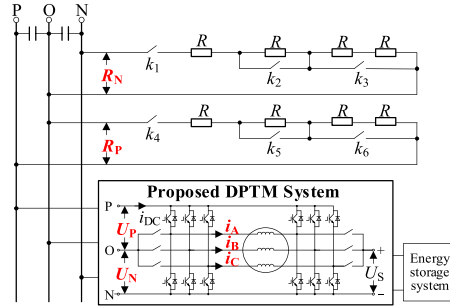 P O N
R R R R
k1 k2 k3
RN
R R R R
k4 k5 k6
RP
Proposed DPTM System
P
iDC
UP
iA
iB
O
iC
UN
N
+
US
−
Energy
storage
system